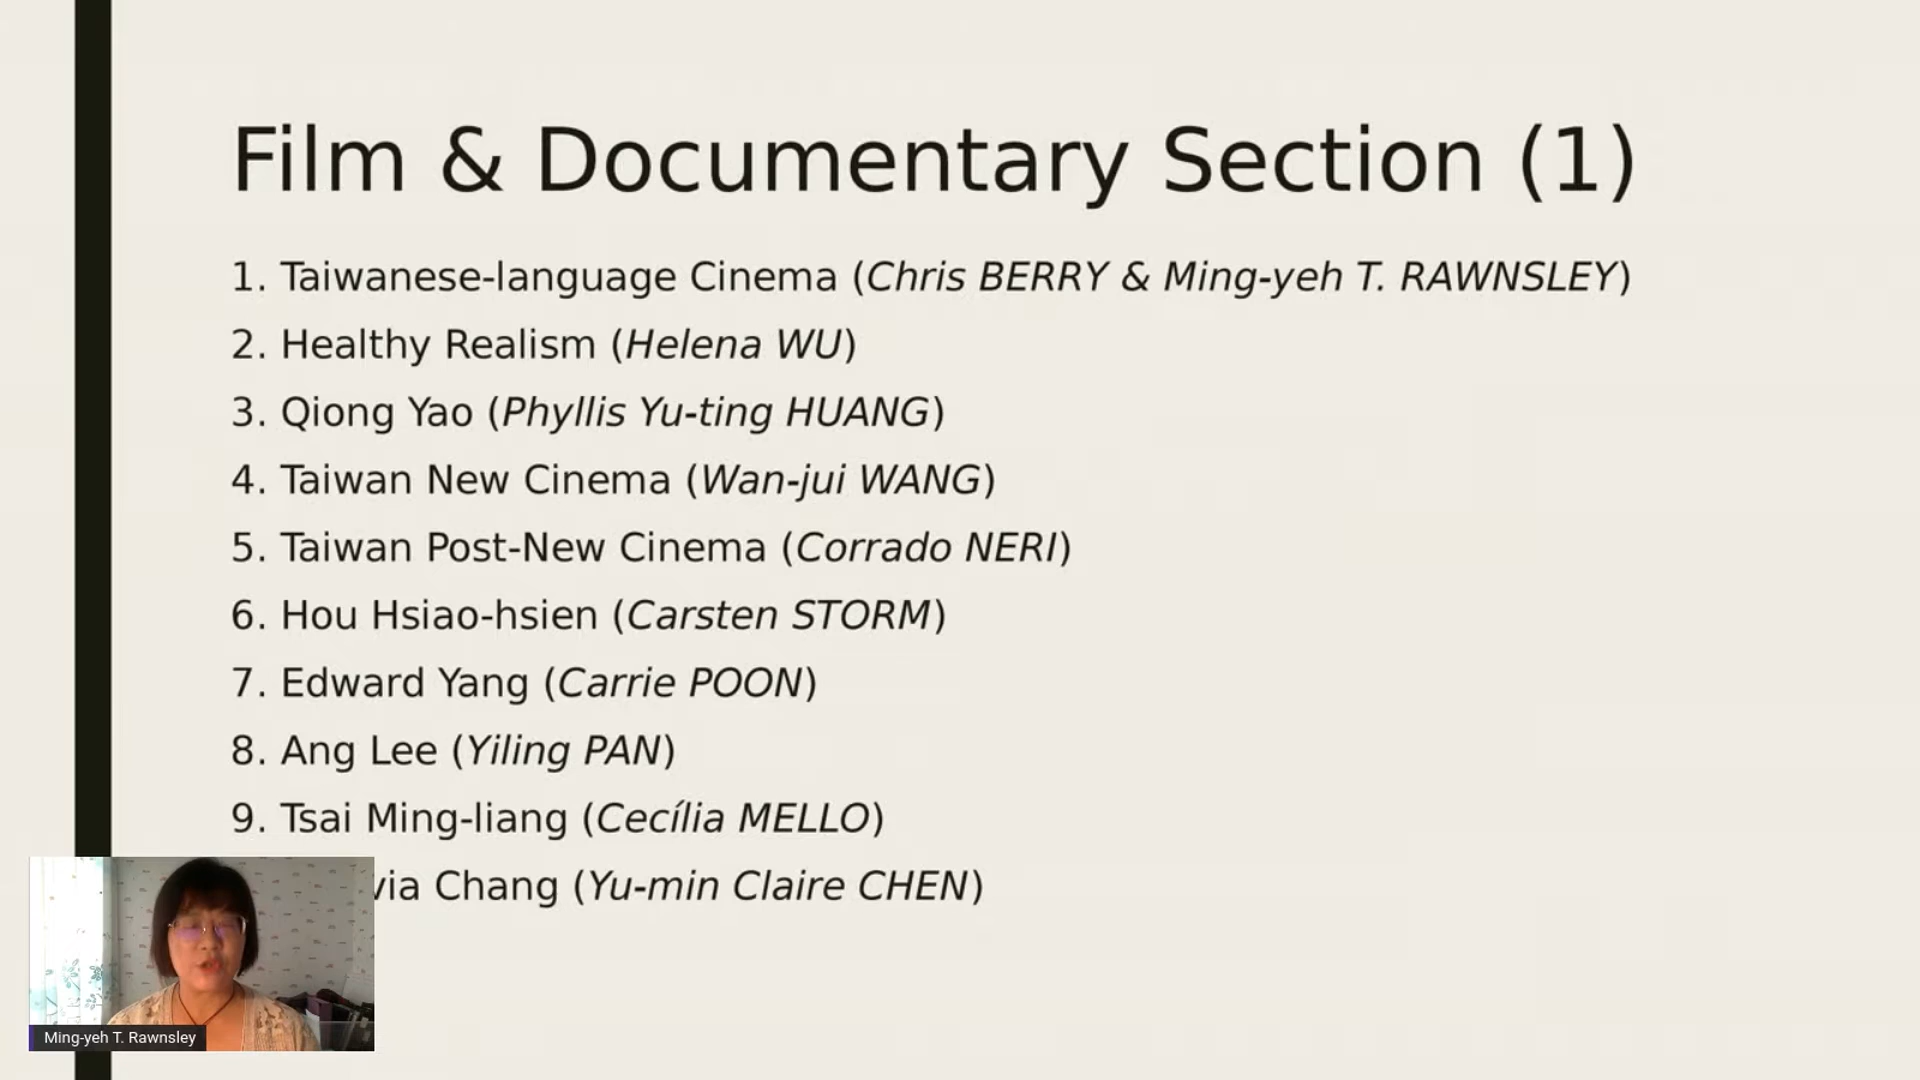 Film & Documentary Section (1)
1. Taiwanese-language Cinema (Chris BERRY & Ming-yeh T. RAWNSLEY)
2. Healthy Realism (Helena WU)
3. Qiong Yao (Phyllis Yu-ting HUANG)
4. Taiwan New Cinema (Wan-jui WANG)
5. Taiwan Post-New Cinema (Corrado NERI)
6. Hou Hsiao-hsien (Carsten STORM)
7. Edward Yang (Carrie POON)
8. Ang Lee (Yiling PAN)
9. Tsai Ming-liang (Cecília MELLO)
Chang (Yu-min Claire CHEN)
Ming-yeh T. Rawnsley